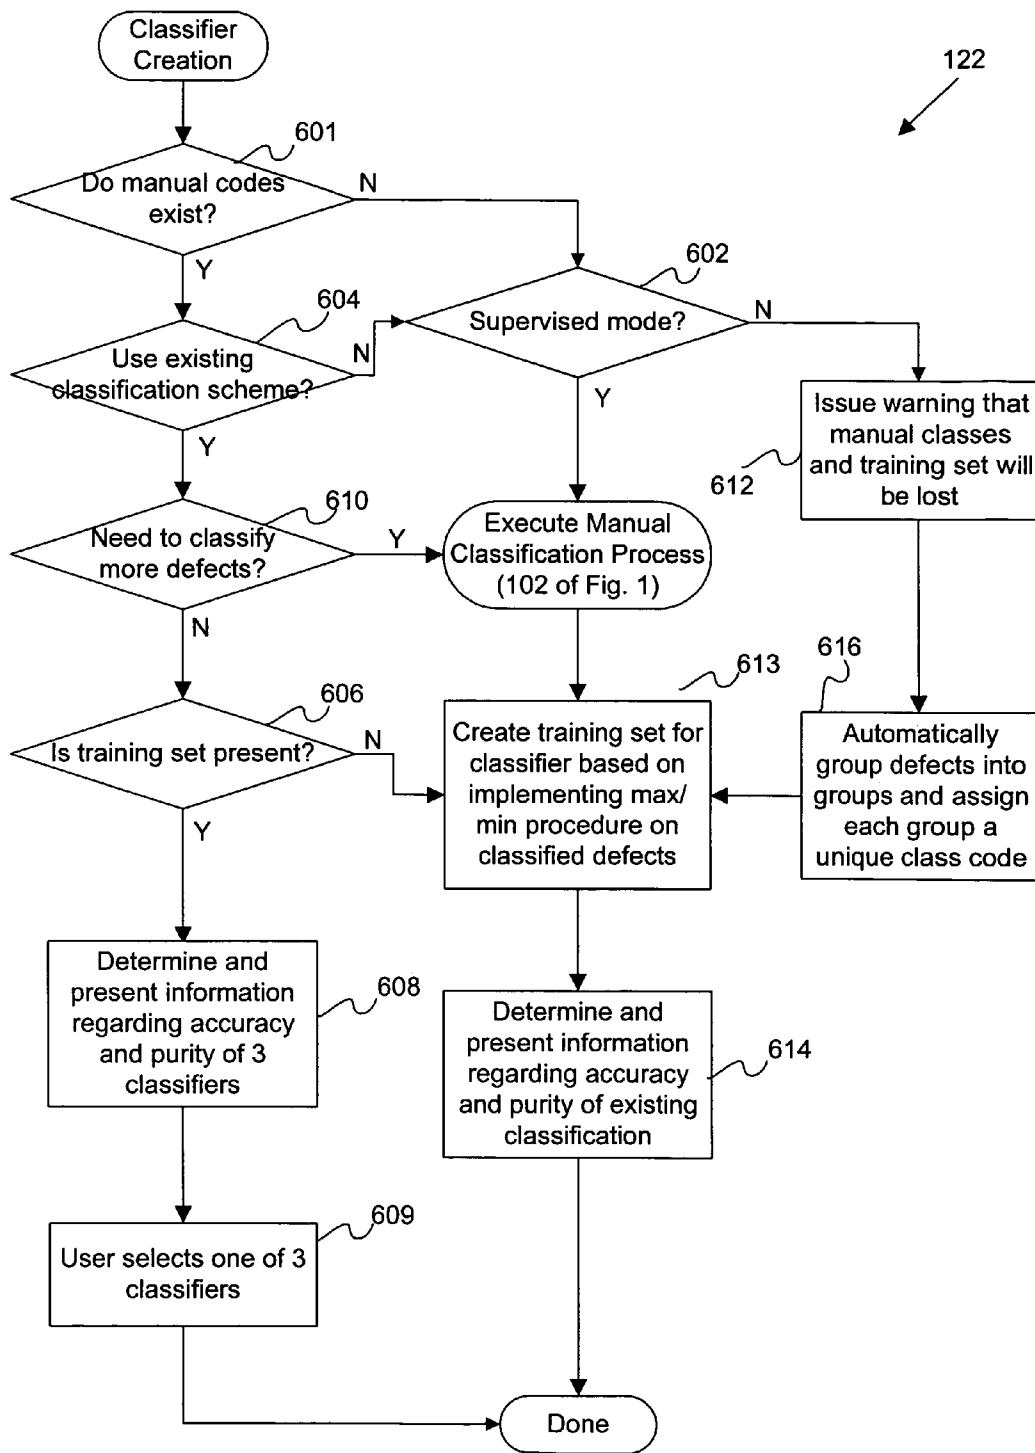 Classifier
Creation
122
601
Do manual codes
exist?
N
Y
602
Supervised mode?
N
Y
604
Use existing
classification scheme?
N
Y
Issue warning that
manual classes
and training set will
be lost
612
610
Need to classify
more defects?
Y
N
Execute Manual
Classification Process
(102 of Fig. 1)
613
616
606
Is training set present?
N
Y
Create training set for
classifier based on
implementing max/
min procedure on
classified defects
Automatically
group defects into
groups and assign
each group a
unique class code
Determine and
present information
regarding accuracy
and purity of 3
classifiers
608
Determine and
present information
regarding accuracy
and purity of existing
classification
614
609
User selects one of 3
classifiers
Done